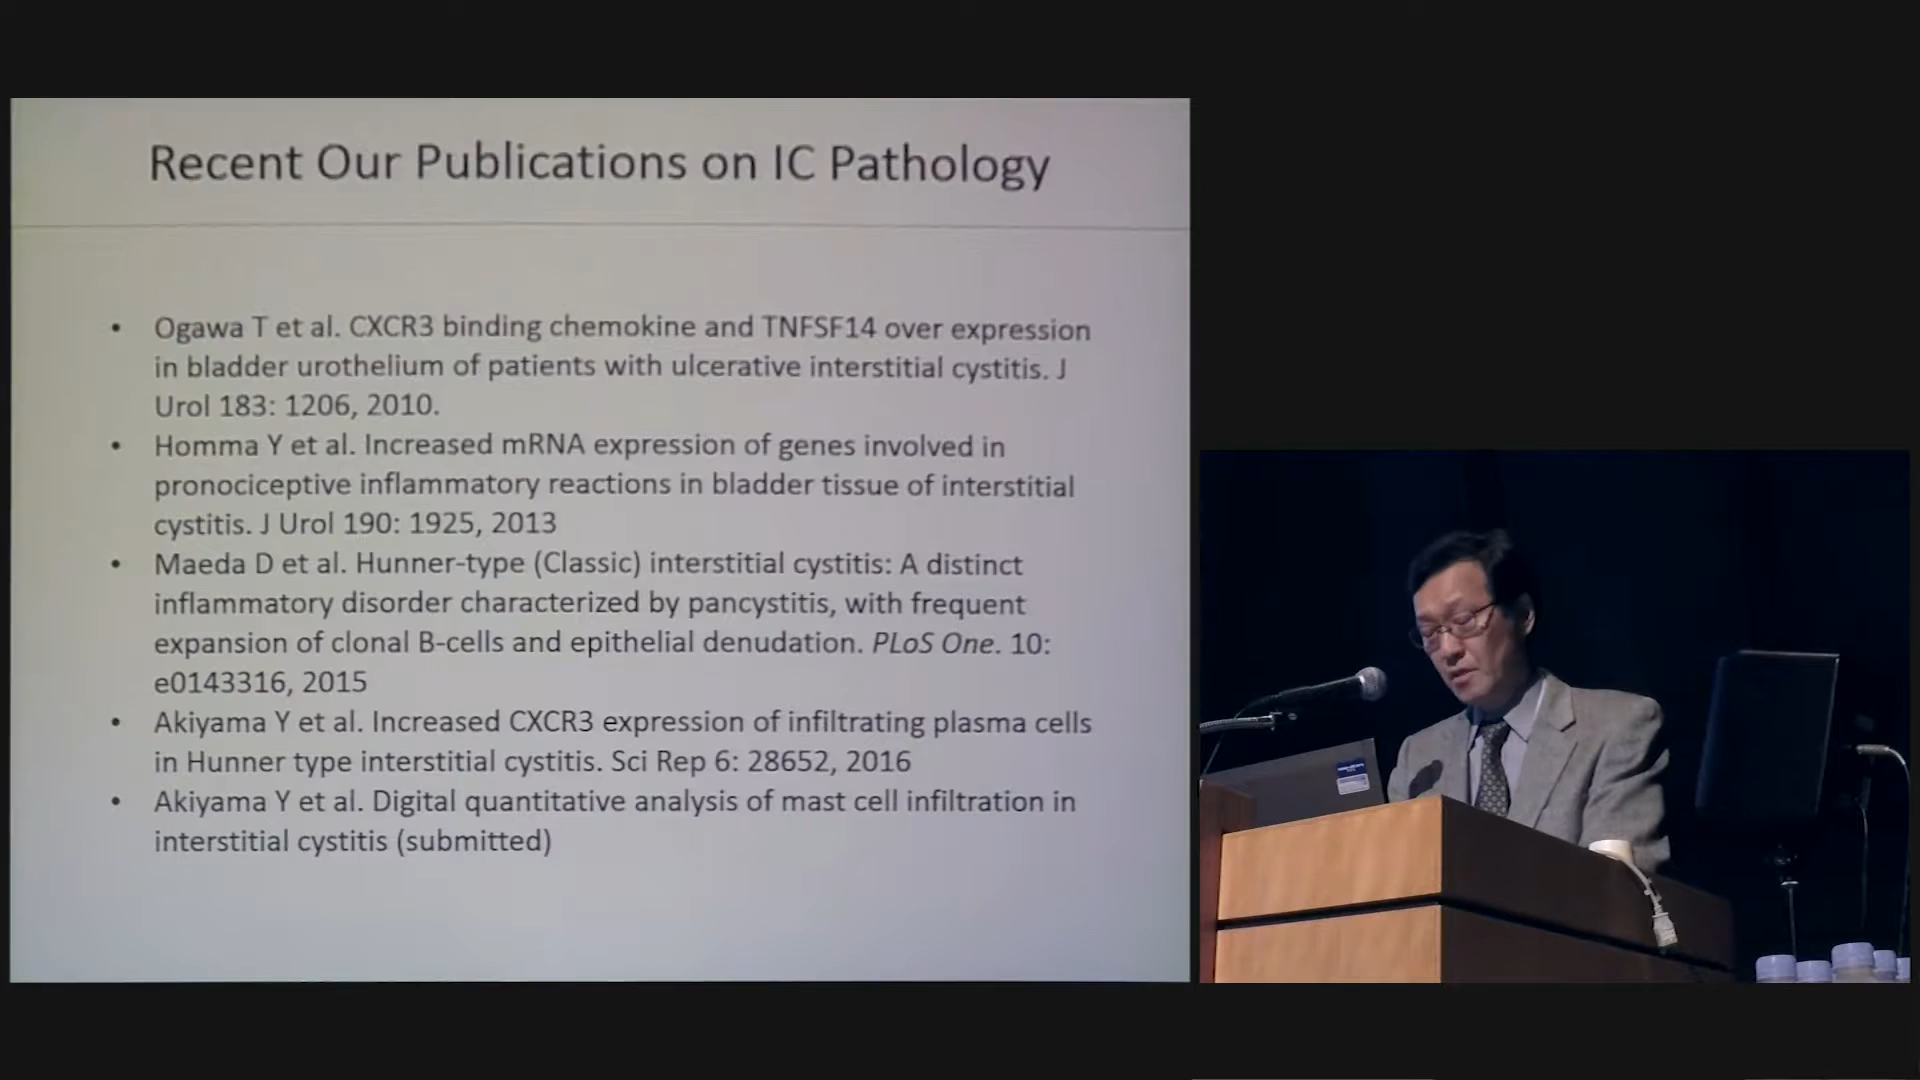 Recent Our Publications on IC Pathology
• Ogawa T et al. CXCR3 binding chemokine and TNFSF14 over expression
in bladder urothelium of patients with ulcerative interstitial cystitis. J
Urol 183: 1206, 2010.
• Homma Y et al. Increased mRNA expression of genes involved in
pronociceptive inflammatory reactions in bladder tissue of interstitial
cystitis. J Urol 190: 1925, 2013
• Maeda D et al. Hunner-type (Classic) interstitial cystitis: A distinct
inflammatory disorder characterized by pancystitis, with frequent
expansion of clonal B-cells and epithelial denudation. PLoS One. 10:
e0143316, 2015
• Akiyama Y et al. Increased CXCR3 expression of infiltrating plasma cells
in Hunner type interstitial cystitis. Sci Rep 6: 28652, 2016
• Akiyama Y et al. Digital quantitative analysis of mast cell infiltration in
interstitial cystitis (submitted)